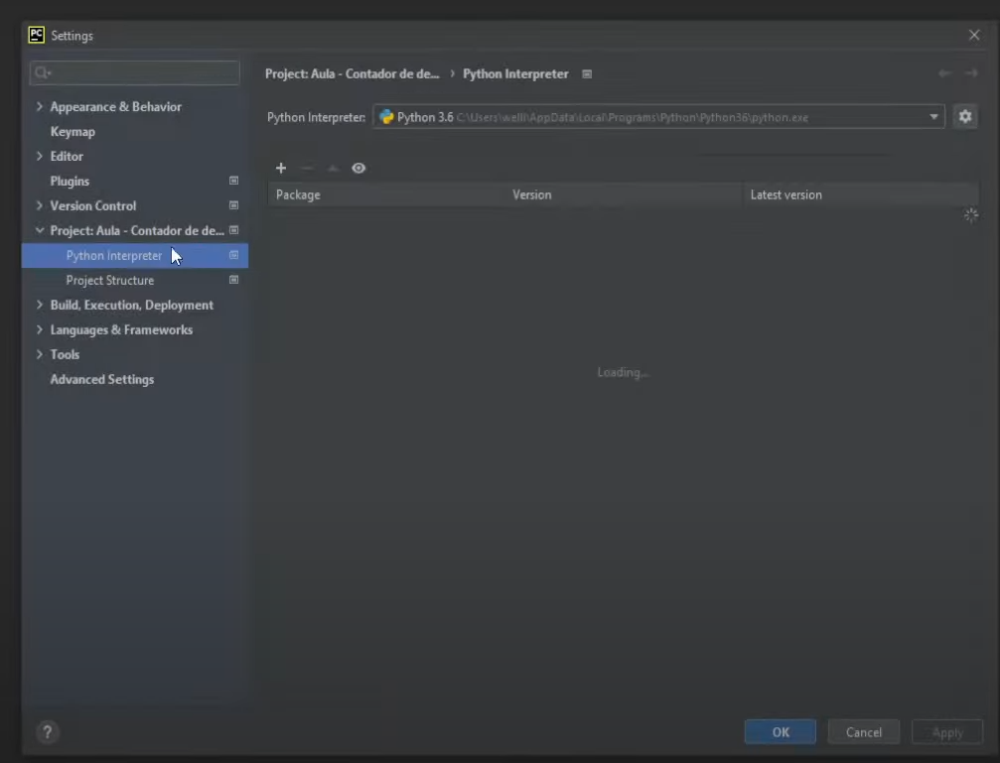 PC Settings
Project: Aula - Contador de de... › Python Interpreter
Appearance & Behavior
Keymap
Editor
Plugins
Version Control
Project: Aula - Contador de de...
Python Interpreter
Project Structure
Build, Execution, Deployment
Languages & Frameworks
Tools
Advanced Settings
Python Interpreter: Python 3.6 C:\Users\welli\AppData\Local\Programs\Python\Python36\python.exe
Package Version Latest version
Loading...
? OK Cancel Apply